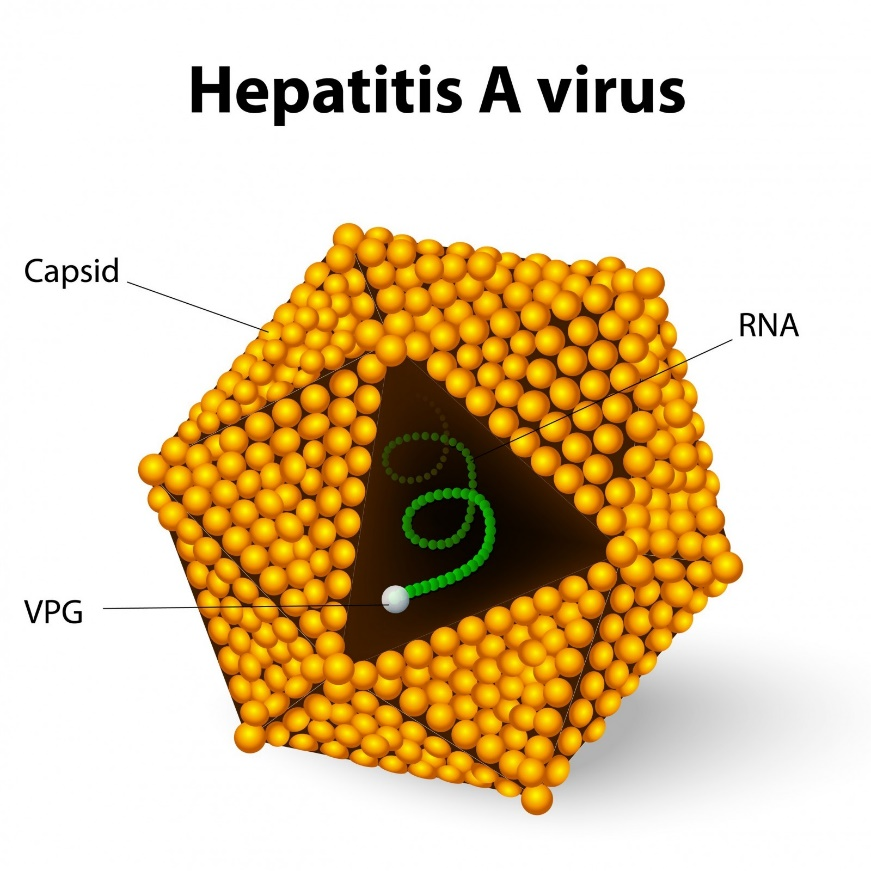 Hepatitis A virus
Capsid
RNA
VPG